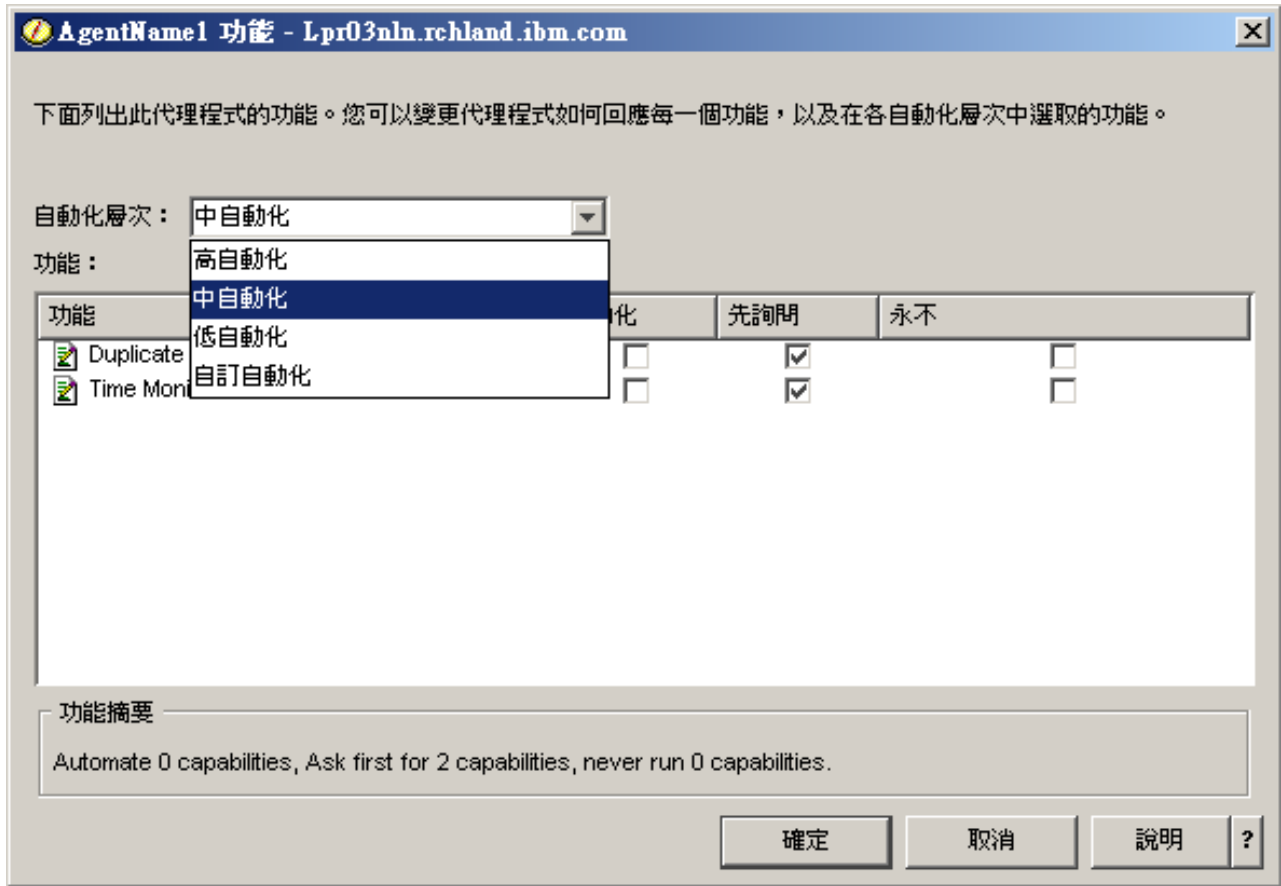 AgentName1 功能 - Lpr03nln.rchland.ibm.com
下面列出此代理程式的功能。您可以變更代理程式如何回應每一個功能，以及在各自動化層次中選取的功能。
自動化層次： 中自動化
高自動化
中自動化
低自動化
自訂自動化
功能：
功能 化 先詢問 永不
Duplicate
Time Moni
功能摘要
Automate 0 capabilities, Ask first for 2 capabilities, never run 0 capabilities.
確定 取消 說明 ?